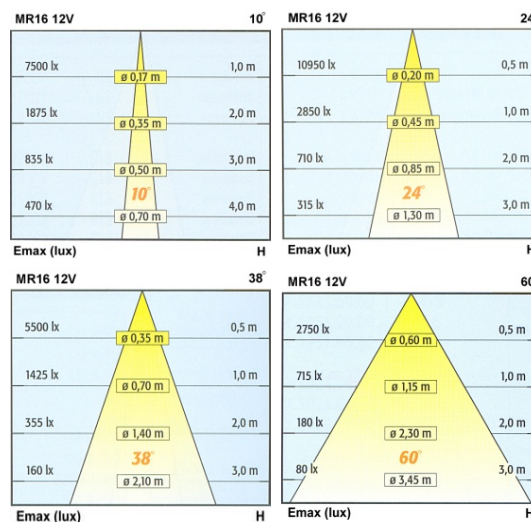 MR16 12V 10°
7500 lx ø 0,17 m 1,0 m
1875 lx ø 0,35 m 2,0 m
835 lx ø 0,50 m 3,0 m
10°
470 lx ø 0,70 m 4,0 m
Emax (lux) H
MR16 12V 24
10950 lx ø 0,20 m 0,5 m
2850 lx ø 0,45 m 1,0 m
710 lx ø 0,85 m 2,0 m
24°
315 lx ø 1,30 m 3,0 m
Emax (lux) H
MR16 12V 38°
5500 lx ø 0,35 m 0,5 m
1425 lx ø 0,70 m 1,0 m
355 lx ø 1,40 m 2,0 m
38°
160 lx ø 2,10 m 3,0 m
Emax (lux) H
MR16 12V 60
2750 lx ø 0,60 m 0,5 m
715 lx ø 1,15 m 1,0 m
180 lx ø 2,30 m 2,0 m
60°
80 lx ø 3,45 m 3,0 m
Emax (lux) H